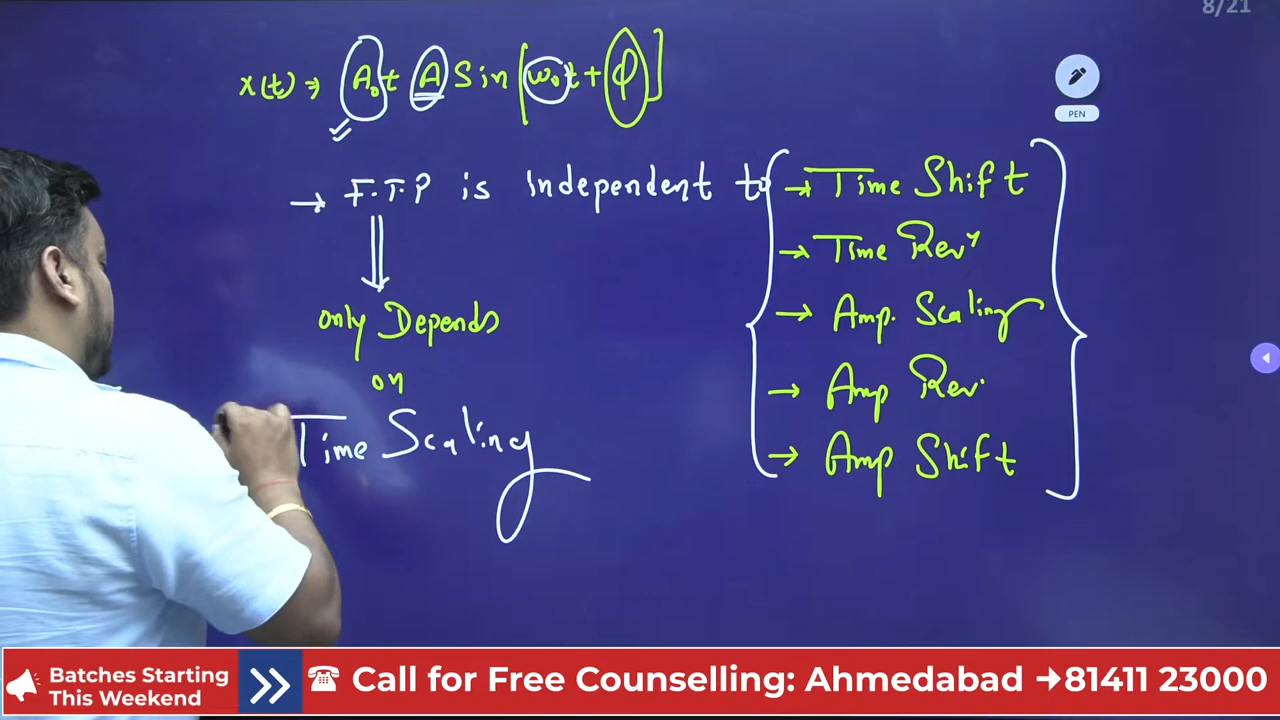 8/21
x(t) ⇒ A₀ + A Sin [ω₀t + φ]
PEN
→ F.T.P is Independent to
→ Time Shift
→ Time Revˡ
→ Amp. Scaling
→ Amp Rev.
→ Amp Shift
only Depends
on
Time Scaling
Batches Starting
This Weekend
Call for Free Counselling: Ahmedabad →81411 23000